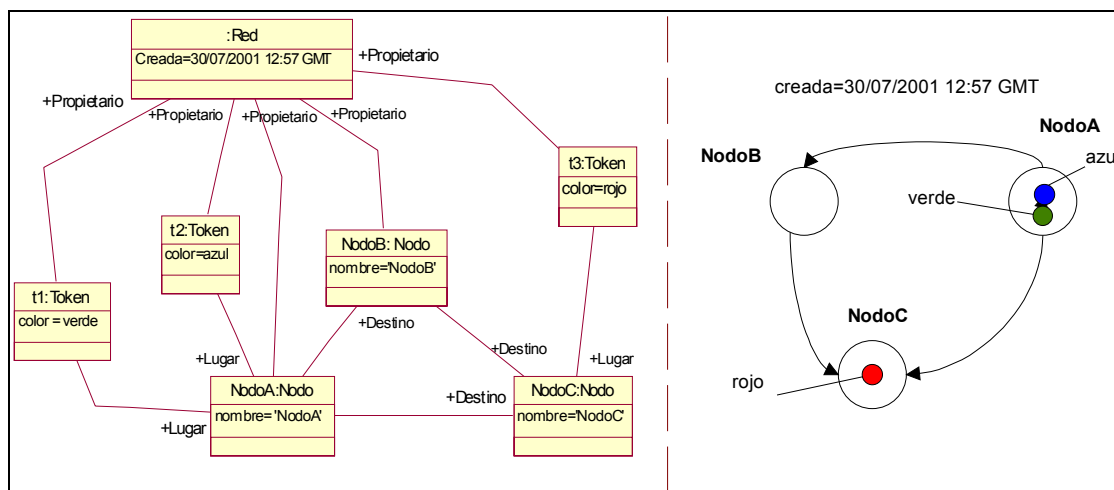 :Red
Creada=30/07/2001 12:57 GMT
+Propietario
+Propietario
+Propietario
+Propietario
+Propietario
t3:Token
color=rojo
t2:Token
color=azul
NodoB: Nodo
nombre='NodoB'
t1:Token
color = verde
+Destino
+Destino
+Lugar
+Lugar
NodoA:Nodo
nombre= 'NodoA'
+Destino
NodoC:Nodo
nombre='NodoC'
+Lugar
creada=30/07/2001 12:57 GMT
NodoA
NodoB
azu
verde
NodoC
rojo